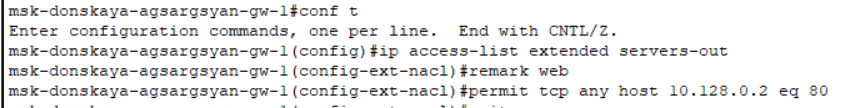 msk-donskaya-agsargsyan-gw-1#conf t
Enter configuration commands, one per line.  End with CNTL/Z.
msk-donskaya-agsargsyan-gw-1(config)#ip access-list extended servers-out
msk-donskaya-agsargsyan-gw-1(config-ext-nacl)#remark web
msk-donskaya-agsargsyan-gw-1(config-ext-nacl)#permit tcp any host 10.128.0.2 eq 80